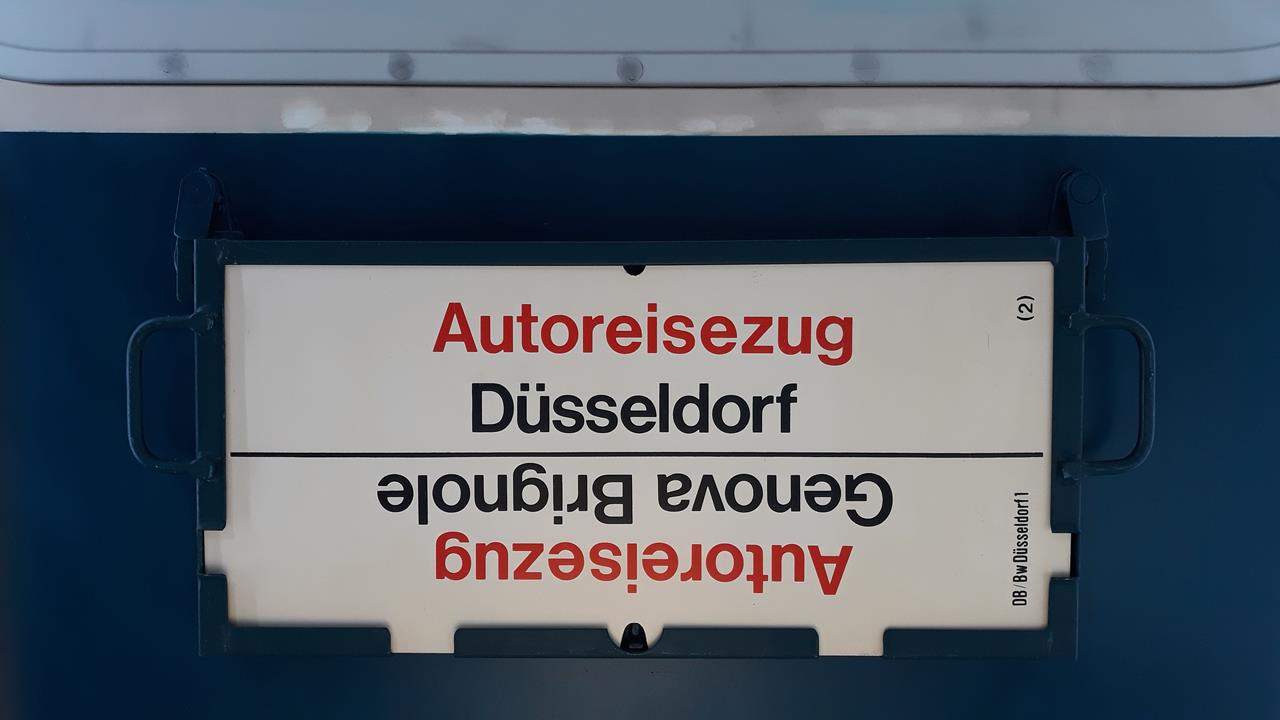 Autoreisezug
Düsseldorf
Genova Brignole
Autoreisezug
(2)
DB/Bw Düsseldorf 1